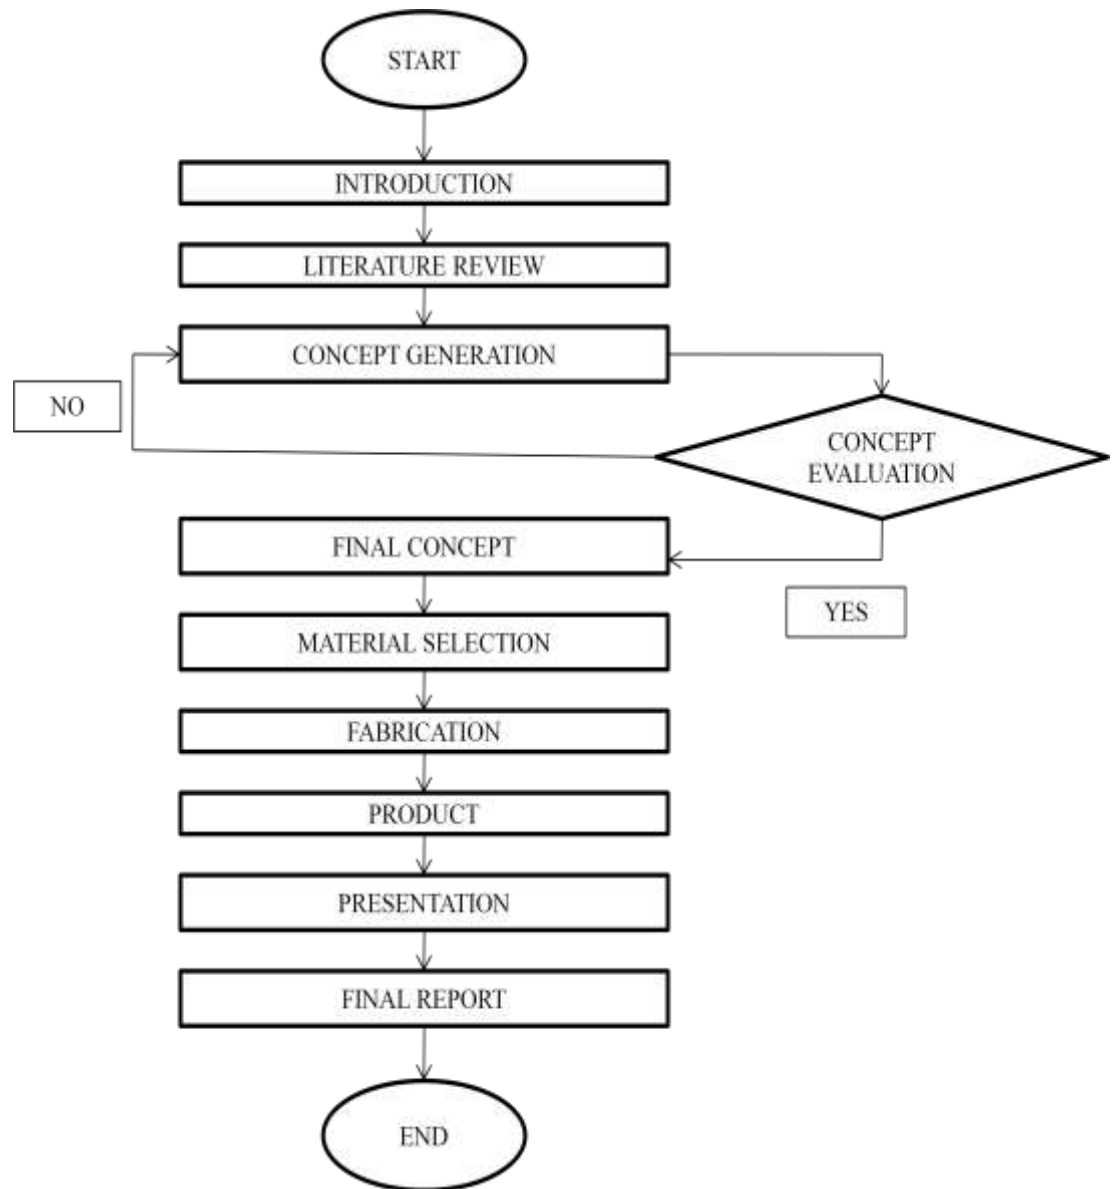 START
INTRODUCTION
LITERATURE REVIEW
CONCEPT GENERATION
NO
CONCEPT
EVALUATION
FINAL CONCEPT
YES
MATERIAL SELECTION
FABRICATION
PRODUCT
PRESENTATION
FINAL REPORT
END